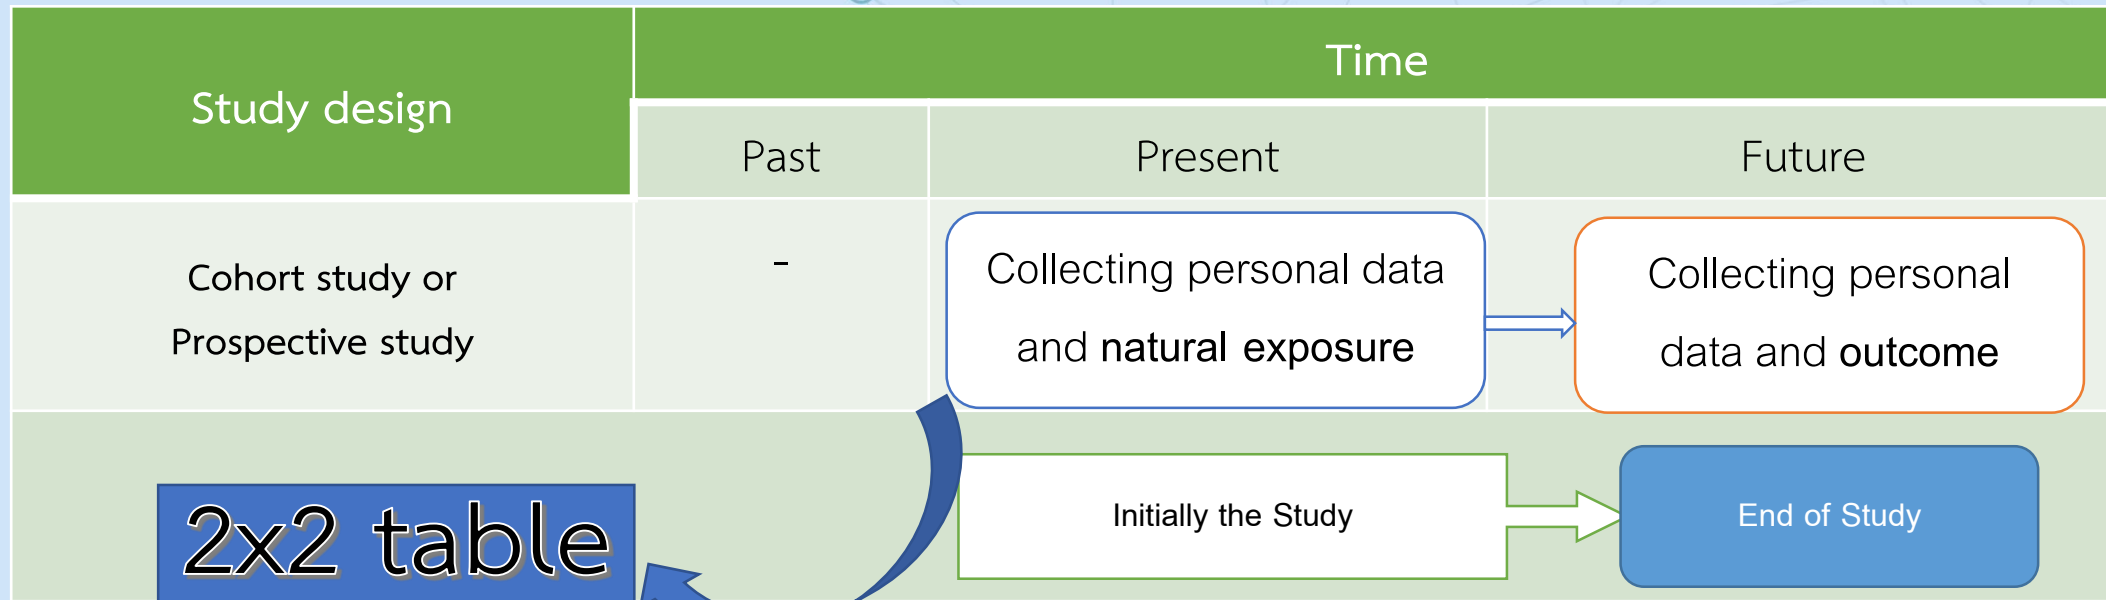 Study design
Time
Past
Present
Future
Cohort study or
Prospective study
-
Collecting personal data
and natural exposure
Collecting personal
data and outcome
2x2 table
Initially the Study
End of Study